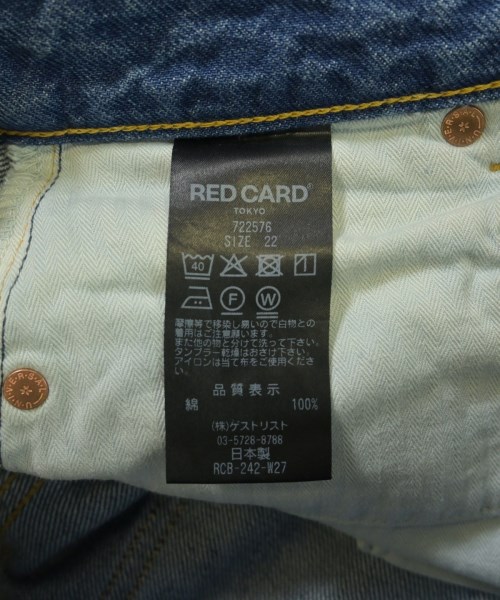 RED CARD®
TOKYO
722576
SIZE 22
40
F W
摩擦等で移染し易いので白物との
着用はご注意願います。
また他の物と分けて洗って下さい。
タンブラー乾燥はおさけ下さい。
アイロンは当て布をご使用くだ
さい。
品質表示
綿 100%
(株)ゲストリスト
03-5728-8788
日本製
RCB-242-W27